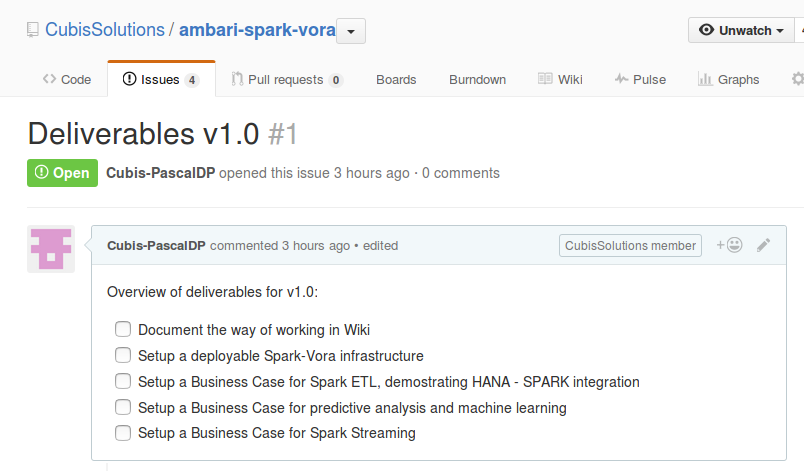 CubisSolutions / ambari-spark-vora
Unwatch
Code
Issues 4
Pull requests 0
Boards
Burndown
Wiki
Pulse
Graphs
Deliverables v1.0 #1
Open
Cubis-PascalDP opened this issue 3 hours ago · 0 comments
Cubis-PascalDP commented 3 hours ago • edited
CubisSolutions member
Overview of deliverables for v1.0:
Document the way of working in Wiki
Setup a deployable Spark-Vora infrastructure
Setup a Business Case for Spark ETL, demostrating HANA - SPARK integration
Setup a Business Case for predictive analysis and machine learning
Setup a Business Case for Spark Streaming